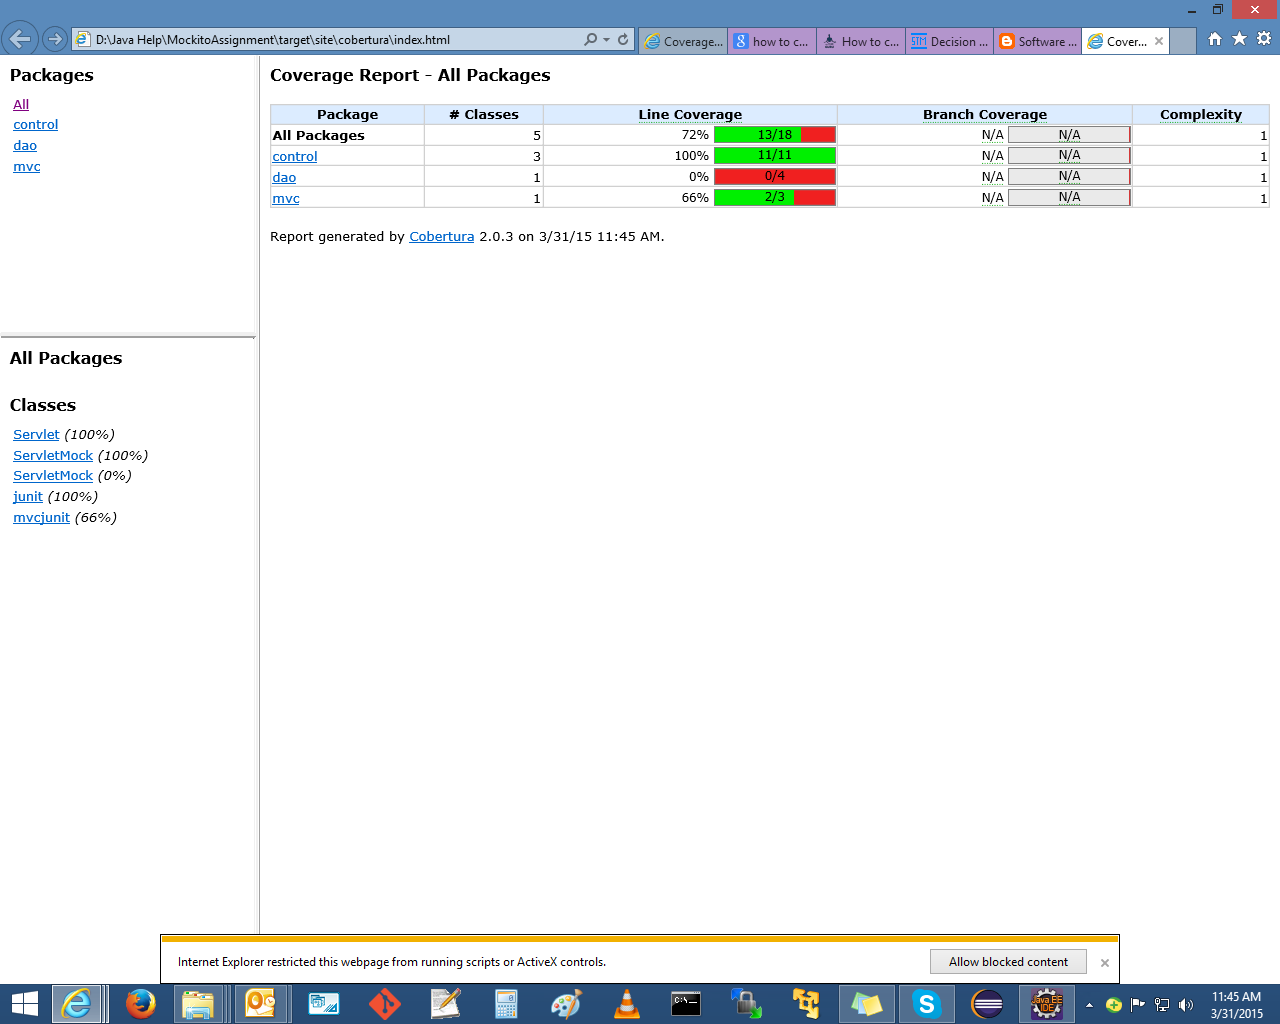 D:\Java Help\MockitoAssignment\target\site\cobertura\index.html
Coverage...
how to c...
How to c...
STM Decision ...
Software ...
Cover...
Packages
All
control
dao
mvc
All Packages
Classes
Servlet (100%)
ServletMock (100%)
ServletMock (0%)
junit (100%)
mvcjunit (66%)
Coverage Report - All Packages
Package # Classes Line Coverage Branch Coverage Complexity
All Packages 5 72% 13/18 N/A N/A 1
control 3 100% 11/11 N/A N/A 1
dao 1 0% 0/4 N/A N/A 1
mvc 1 66% 2/3 N/A N/A 1
Report generated by Cobertura 2.0.3 on 3/31/15 11:45 AM.
Internet Explorer restricted this webpage from running scripts or ActiveX controls.
Allow blocked content
Java EE
IDE
11:45 AM
3/31/2015